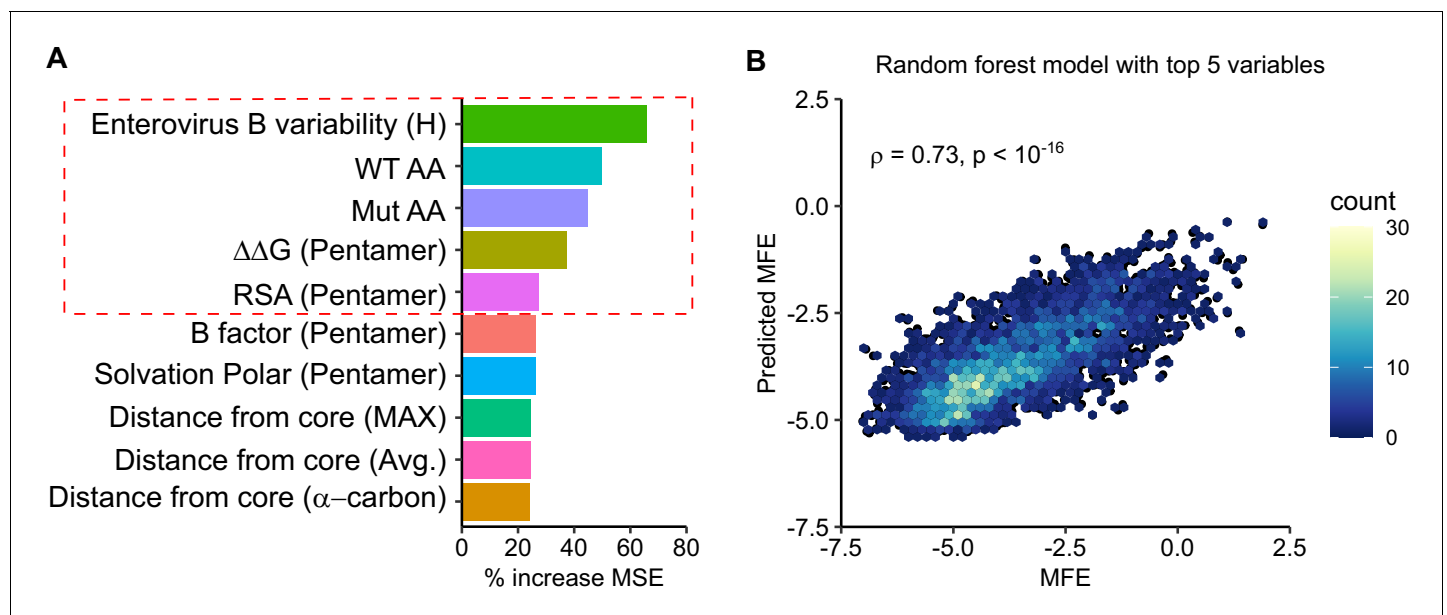 A
Enterovirus B variability (H)
WT AA
Mut AA
ΔΔG (Pentamer)
RSA (Pentamer)
B factor (Pentamer)
Solvation Polar (Pentamer)
Distance from core (MAX)
Distance from core (Avg.)
Distance from core (α−carbon)
0 20 40 60 80
% increase MSE
B
Random forest model with top 5 variables
ρ = 0.73, p < 10^-16
Predicted MFE
2.5
0.0
-2.5
-5.0
-7.5
-7.5 -5.0 -2.5 0.0 2.5
MFE
count
30
20
10
0